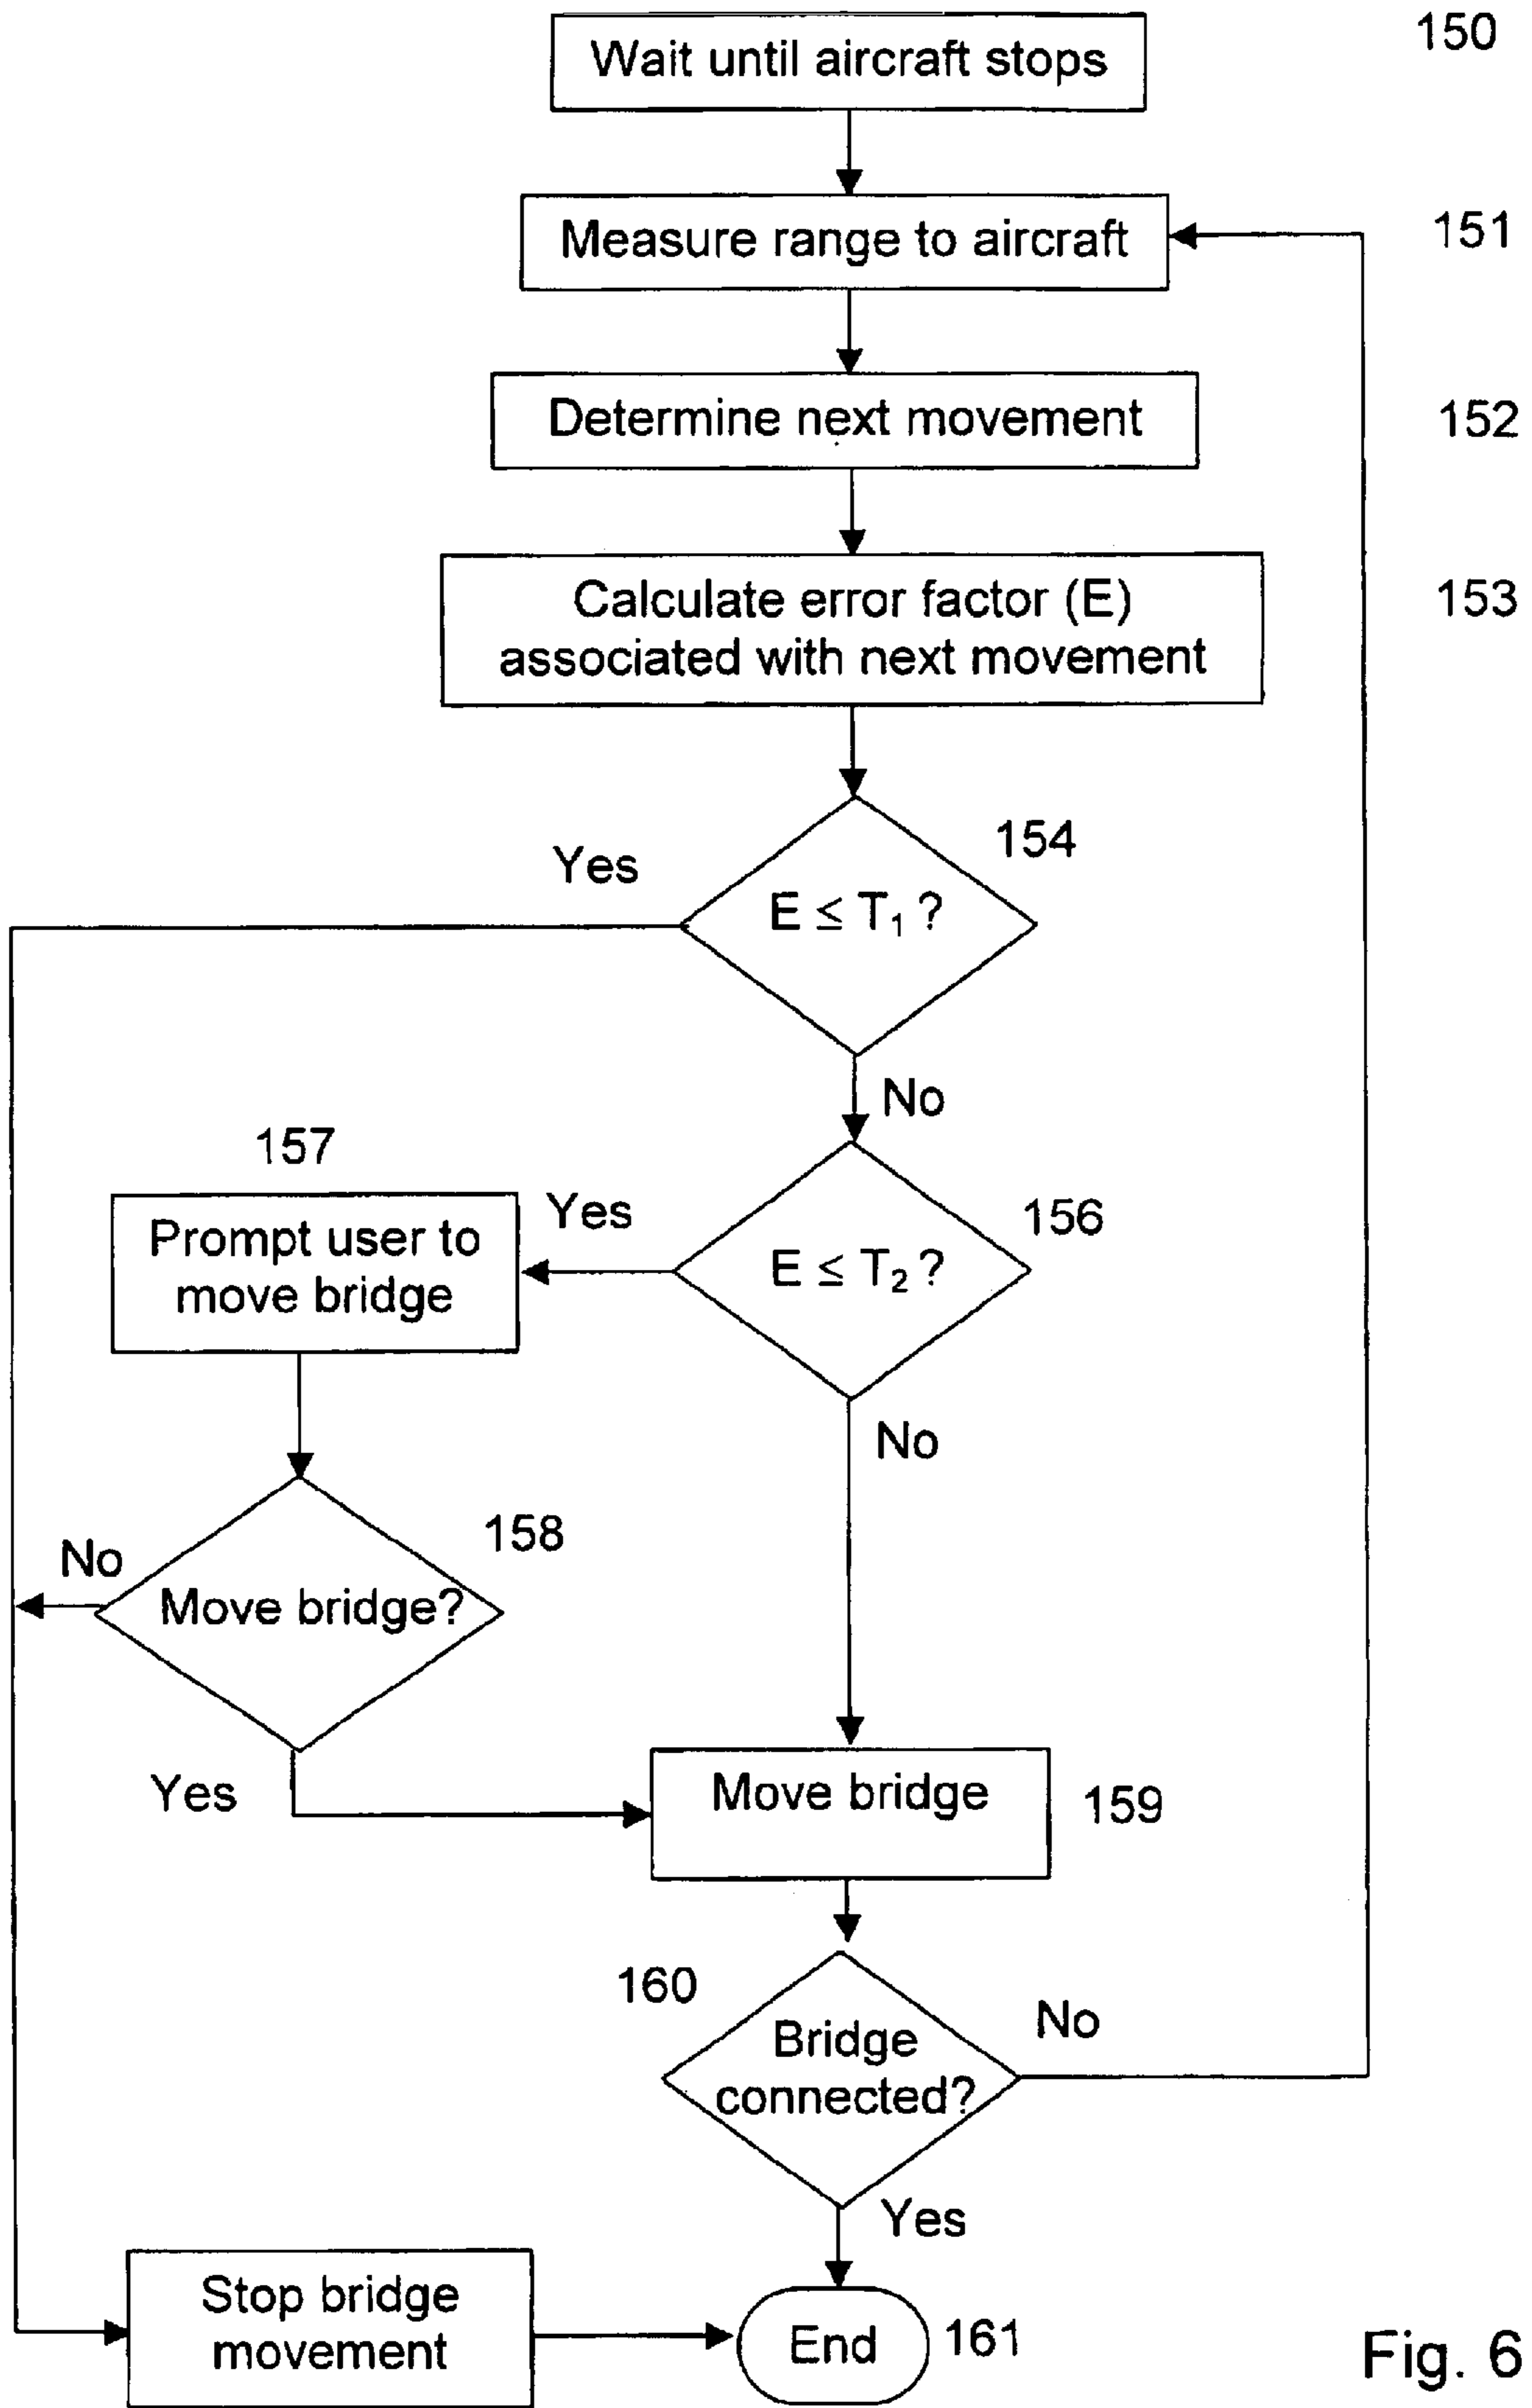 150
Wait until aircraft stops
Measure range to aircraft
151
Determine next movement
152
Calculate error factor (E)
associated with next movement
153
154
Yes
E ≤ T₁ ?
No
157
Prompt user to
move bridge
Yes
156
E ≤ T₂ ?
No
158
No
Move bridge?
Yes
Move bridge
159
160
Bridge
connected?
No
Yes
Stop bridge
movement
End
161
Fig. 6